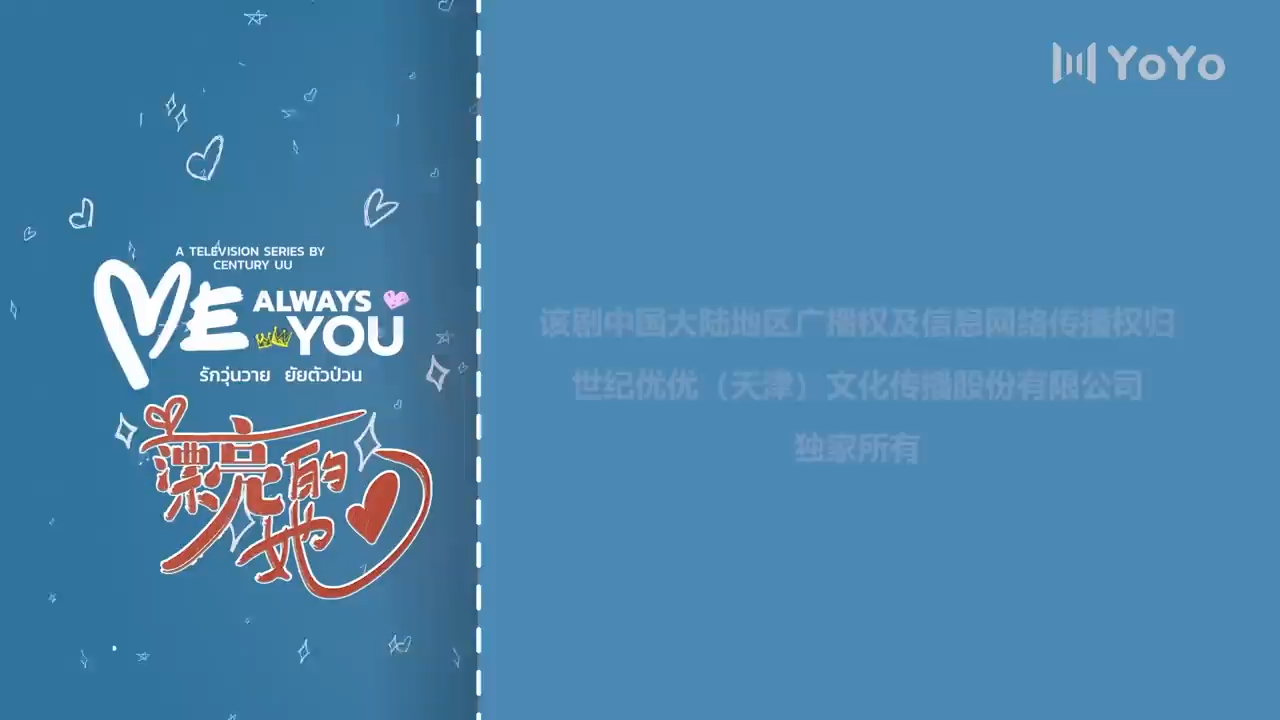 YoYo
A TELEVISION SERIES BY
CENTURY UU
ME ALWAYS
YOU
รักวุ่นวาย ยัยตัวป่วน
漂亮的她
该剧中国大陆地区广播权及信息网络传播权归
世纪优优（天津）文化传播股份有限公司
独家所有